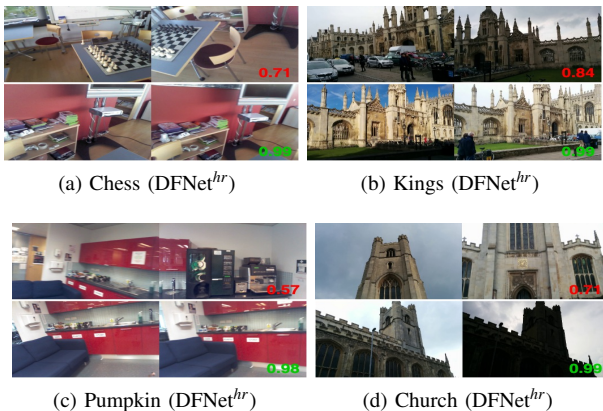 0.71
0.84
0.99
0.99
(a) Chess (DFNet^hr)
(b) Kings (DFNet^hr)
0.57
0.71
0.98
0.99
(c) Pumpkin (DFNet^hr)
(d) Church (DFNet^hr)